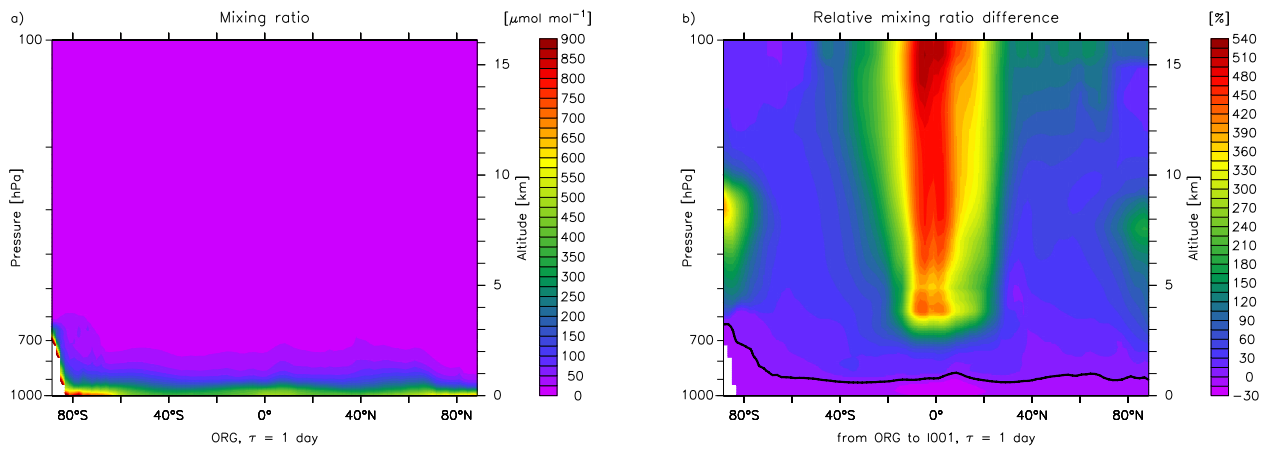 a)
Mixing ratio
[μmol mol⁻¹]
100
700
1000
Pressure [hPa]
15
10
5
0
Altitude [km]
80°S
40°S
0°
40°N
80°N
ORG, τ = 1 day
900
850
800
750
700
650
600
550
500
450
400
350
300
250
200
150
100
50
0
b)
Relative mixing ratio difference
[%]
100
700
1000
Pressure [hPa]
15
10
5
0
Altitude [km]
80°S
40°S
0°
40°N
80°N
from ORG to I001, τ = 1 day
540
510
480
450
420
390
360
330
300
270
240
210
180
150
120
90
60
30
0
−30